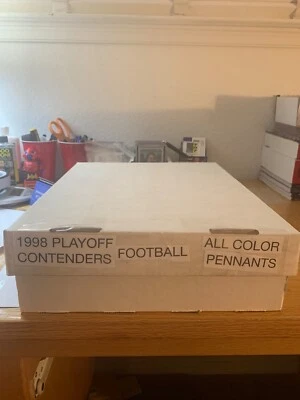 1998 PLAYOFF
CONTENDERS
FOOTBALL
ALL COLOR
PENNANTS